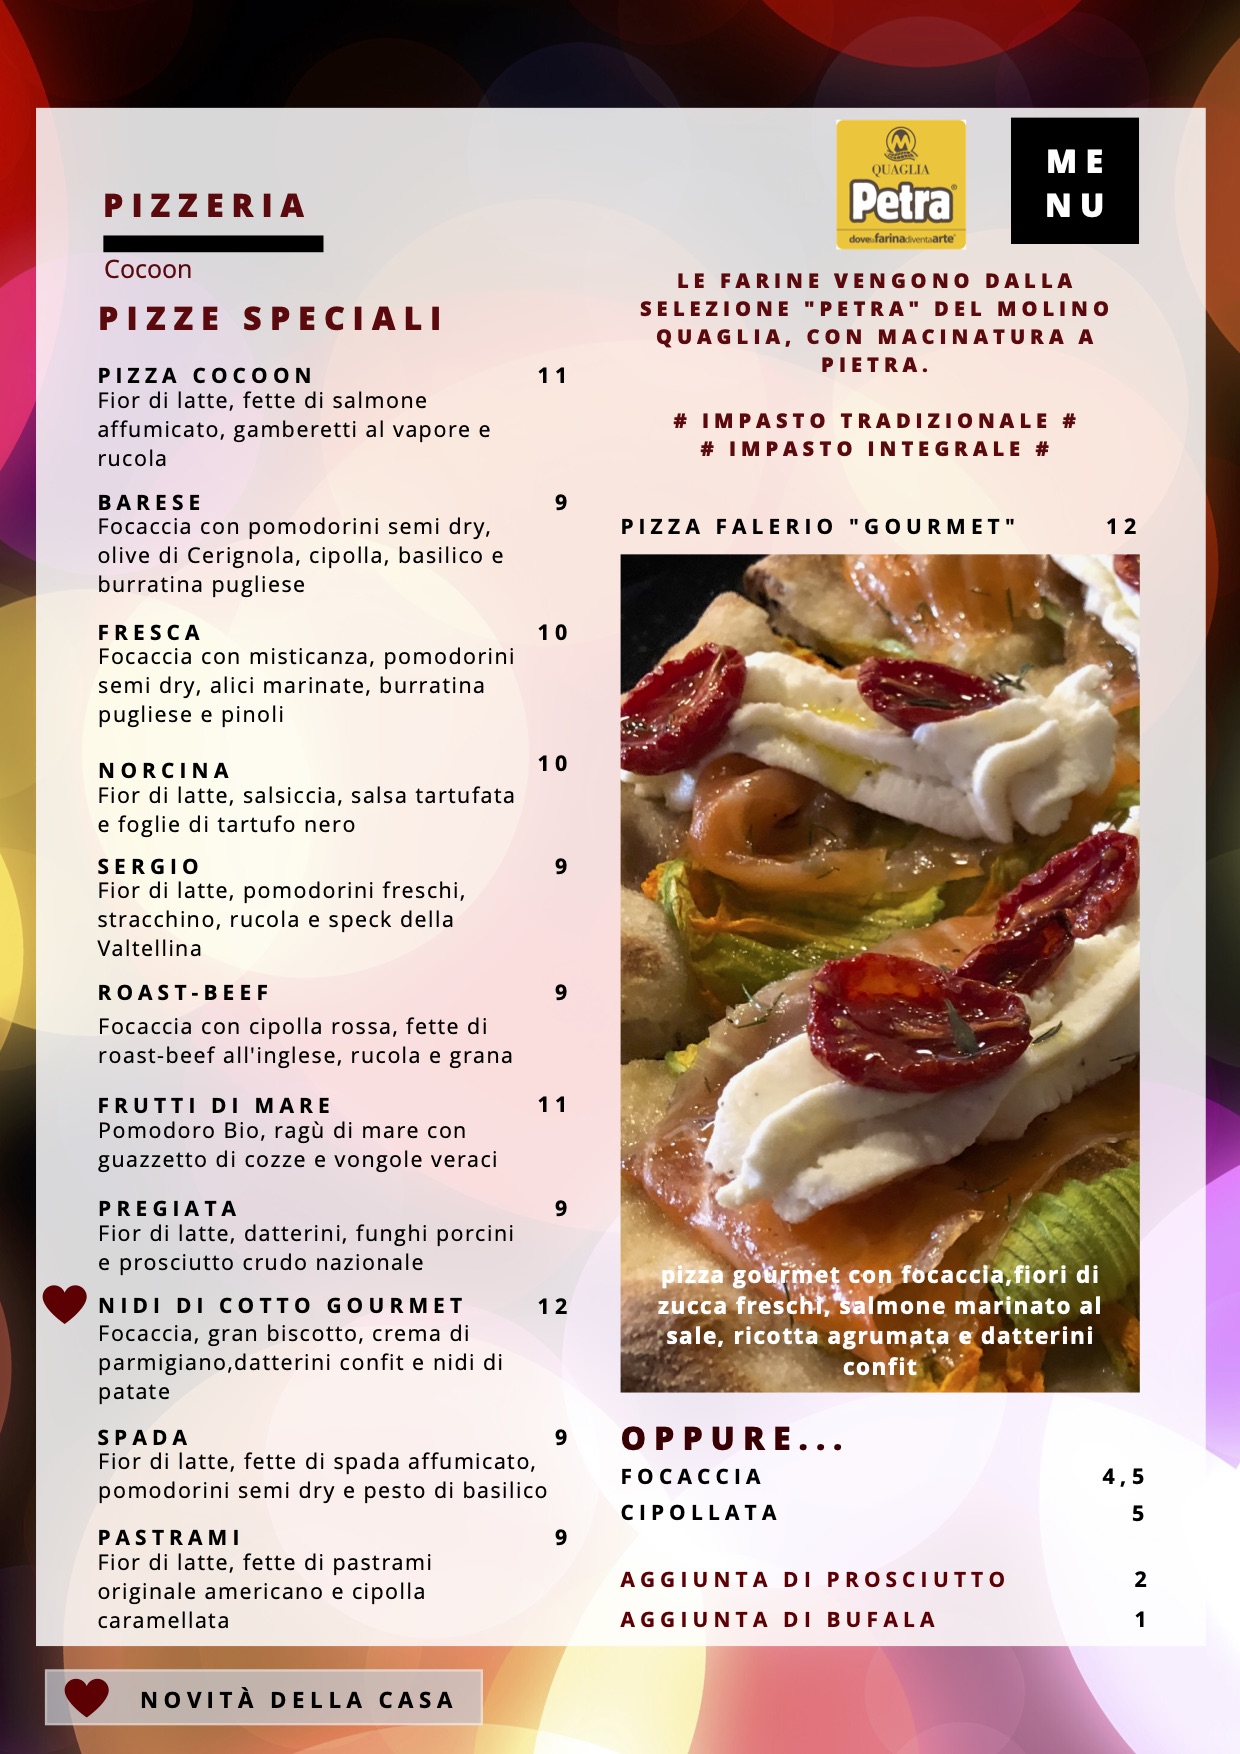 PIZZERIA
Cocoon
PIZZE SPECIALI
PIZZA COCOON 11
Fior di latte, fette di salmone
affumicato, gamberetti al vapore e
rucola
BARESE 9
Focaccia con pomodorini semi dry,
olive di Cerignola, cipolla, basilico e
burratina pugliese
FRESCA 10
Focaccia con misticanza, pomodorini
semi dry, alici marinate, burratina
pugliese e pinoli
NORCINA 10
Fior di latte, salsiccia, salsa tartufata
e foglie di tartufo nero
SERGIO 9
Fior di latte, pomodorini freschi,
stracchino, rucola e speck della
Valtellina
ROAST-BEEF 9
Focaccia con cipolla rossa, fette di
roast-beef all'inglese, rucola e grana
FRUTTI DI MARE 11
Pomodoro Bio, ragù di mare con
guazzetto di cozze e vongole veraci
PREGIATA 9
Fior di latte, datterini, funghi porcini
e prosciutto crudo nazionale
NIDI DI COTTO GOURMET 12
Focaccia, gran biscotto, crema di
parmigiano,datterini confit e nidi di
patate
SPADA 9
Fior di latte, fette di spada affumicato,
pomodorini semi dry e pesto di basilico
PASTRAMI 9
Fior di latte, fette di pastrami
originale americano e cipolla
caramellata
NOVITÀ DELLA CASA
QUAGLIA
Petra®
dovelafarinadiventaarte®
ME
NU
LE FARINE VENGONO DALLA
SELEZIONE "PETRA" DEL MOLINO
QUAGLIA, CON MACINATURA A
PIETRA.
# IMPASTO TRADIZIONALE #
# IMPASTO INTEGRALE #
PIZZA FALERIO "GOURMET" 12
pizza gourmet con focaccia,fiori di
zucca freschi, salmone marinato al
sale, ricotta agrumata e datterini
confit
OPPURE...
FOCACCIA 4,5
CIPOLLATA 5
AGGIUNTA DI PROSCIUTTO 2
AGGIUNTA DI BUFALA 1